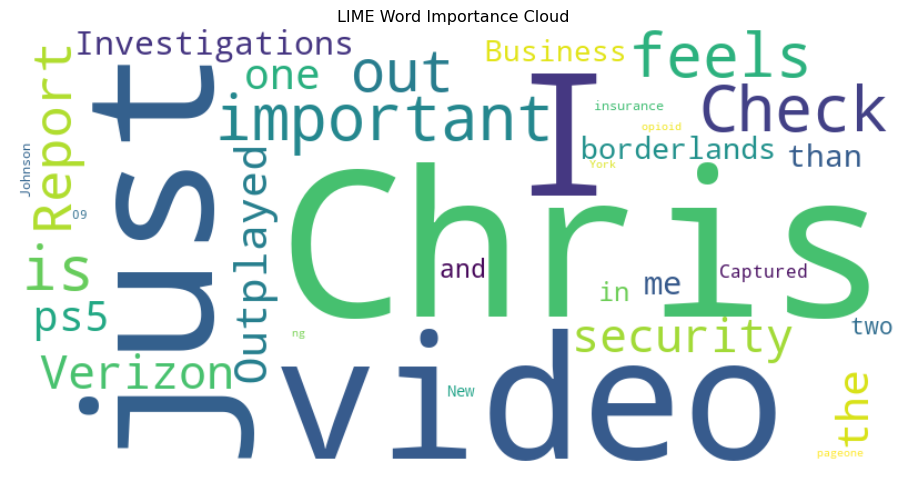 LIME Word Importance Cloud
Investigations
one
out
Business
feels
Report
just
important
I
insurance
Check
opioid
borderlands
than
York
Johnson
09
Outplayed
Chris
is
and
in
me
Captured
ps5
ng
security
two
Verizon
video
New
the
pageone